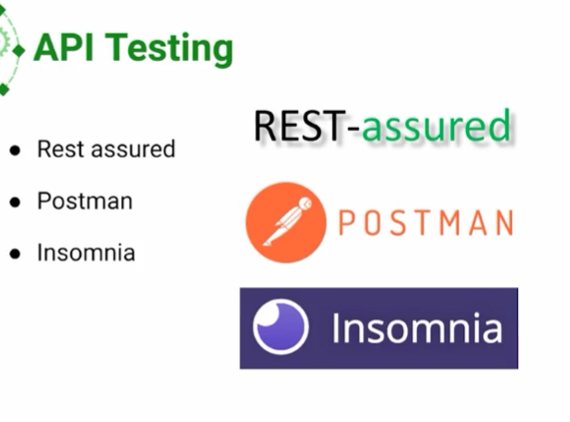 API Testing
Rest assured
Postman
Insomnia
REST-assured
POSTMAN
Insomnia